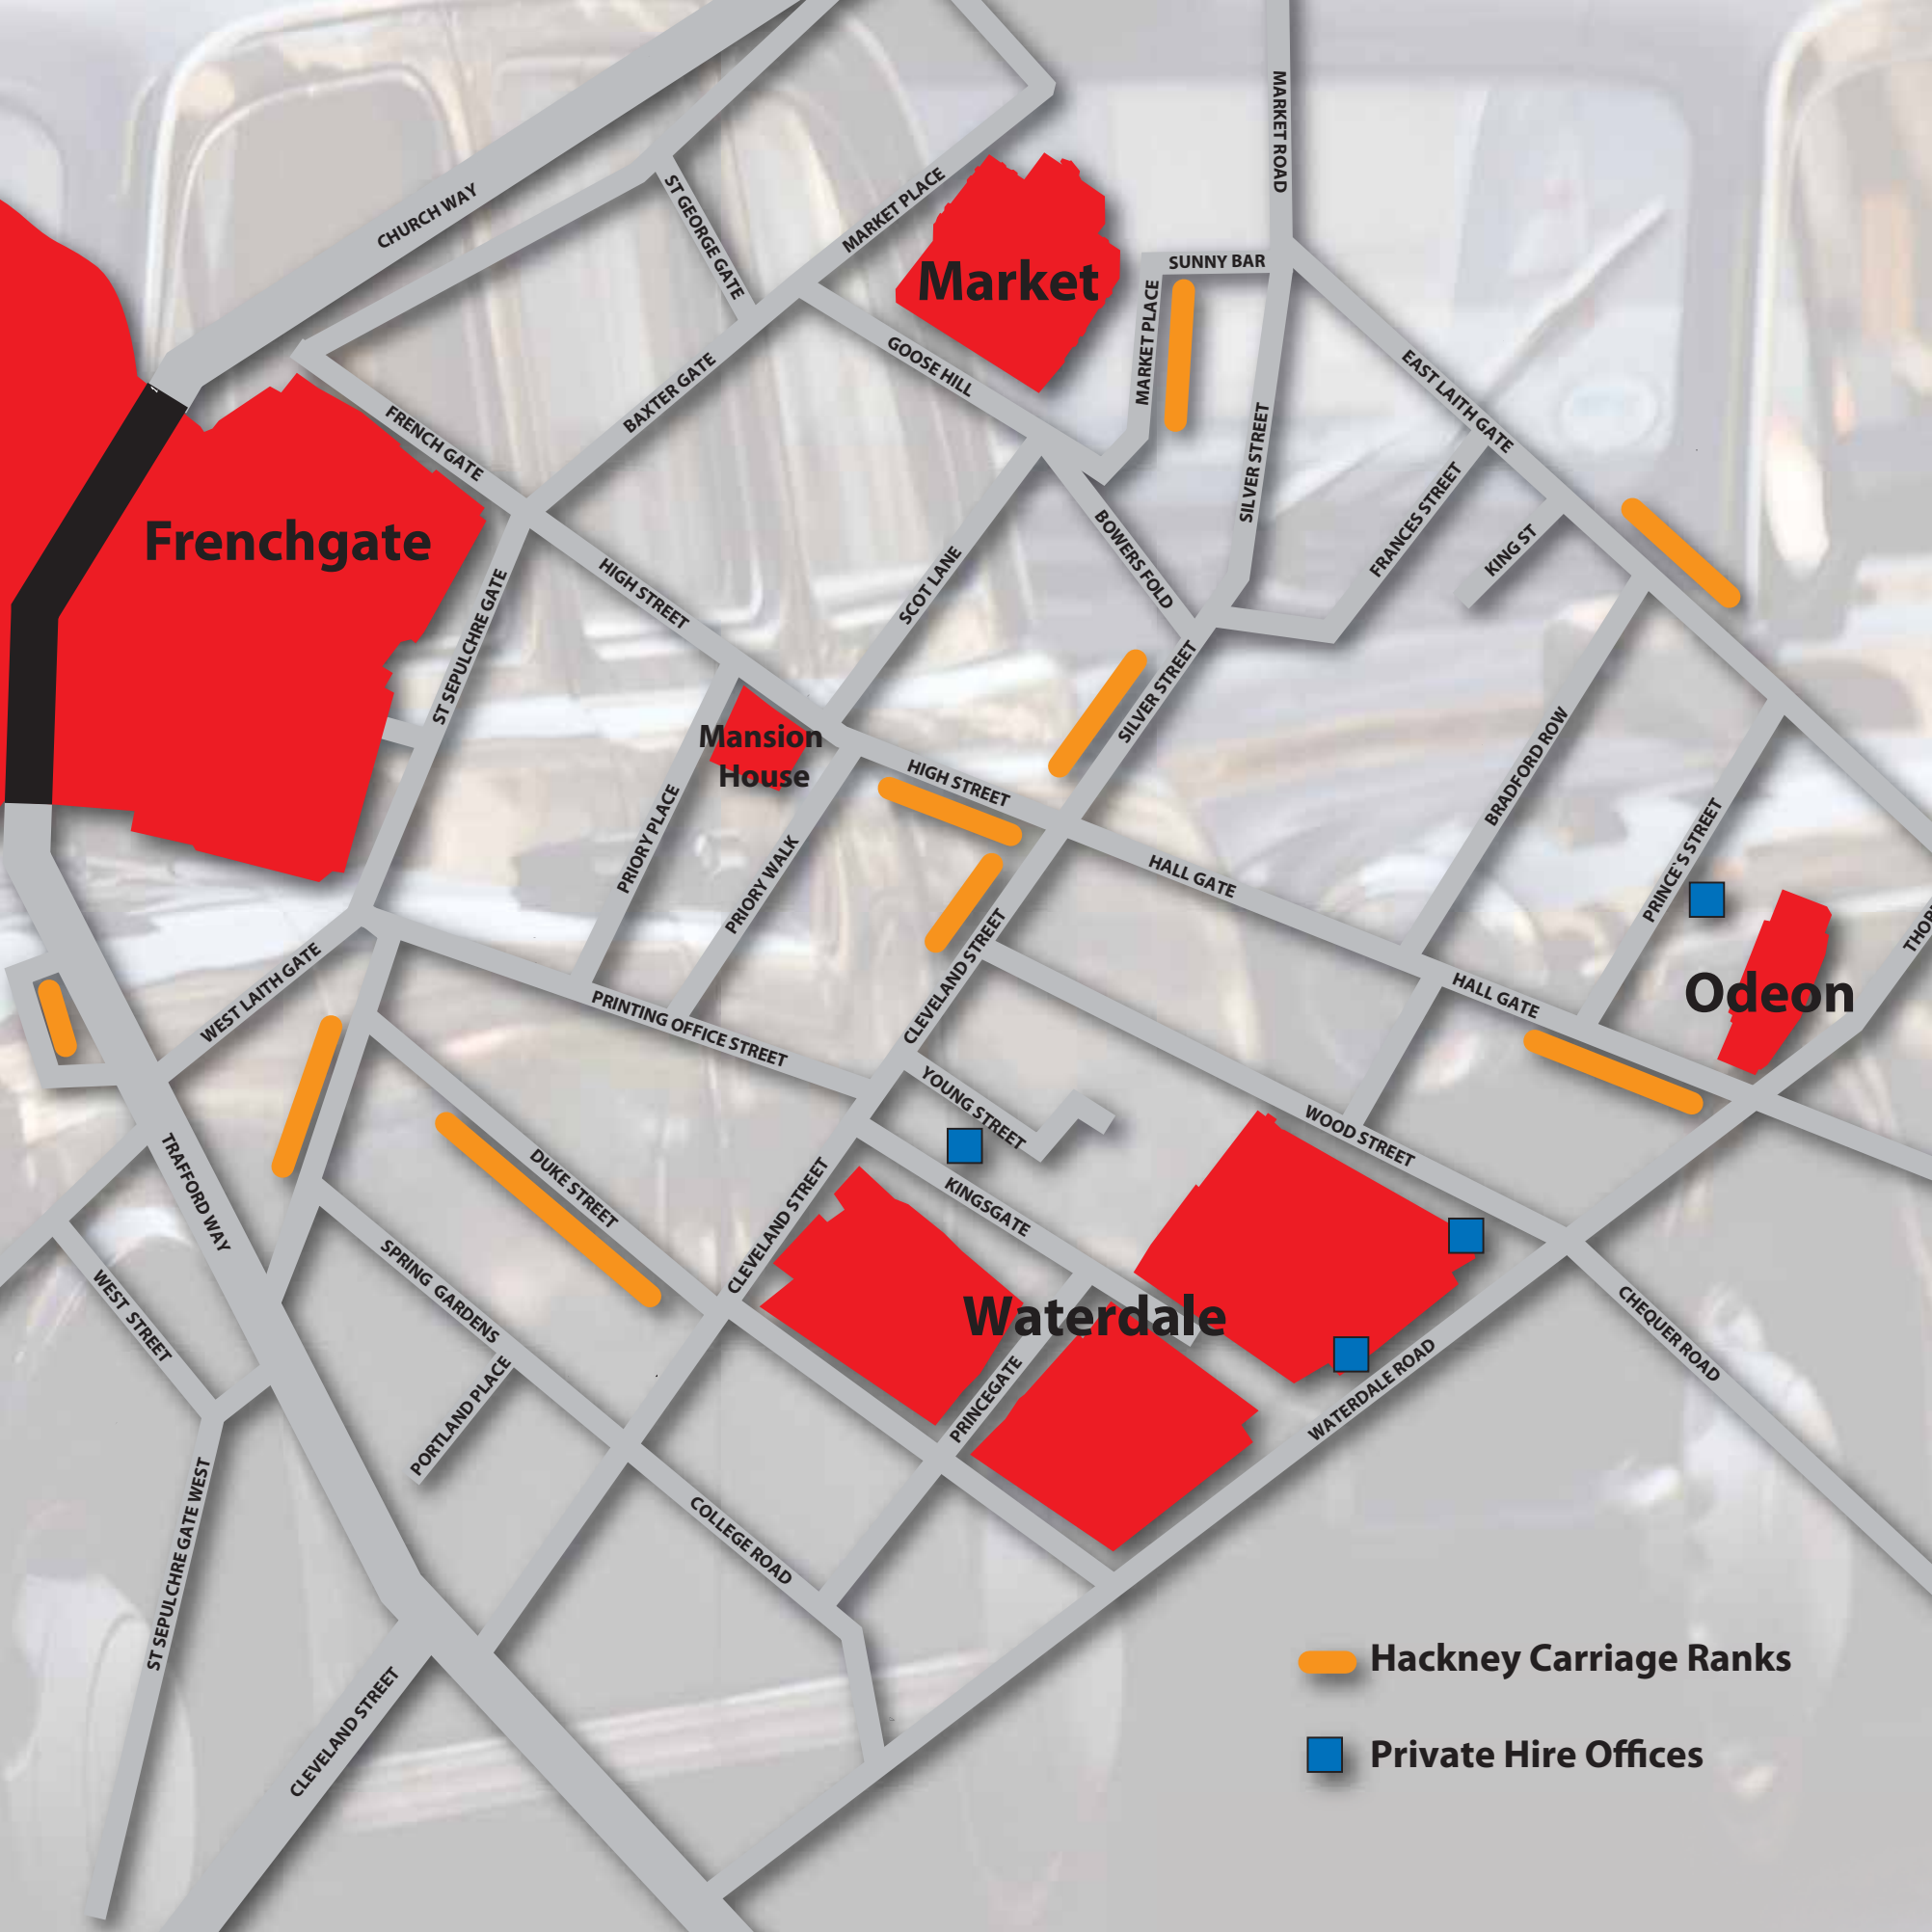 MARKET ROAD
CHURCH WAY
ST GEORGE GATE
MARKET PLACE
SUNNY BAR
Market
MARKET PLACE
GOOSE HILL
BAXTER GATE
FRENCH GATE
EAST LAITH GATE
SILVER STREET
FRANCES STREET
KING ST
Frenchgate
HIGH STREET
SCOT LANE
BOWERS FOLD
ST SEPULCHRE GATE
SILVER STREET
Mansion
House
HIGH STREET
PRIORY PLACE
PRIORY WALK
HALL GATE
BRADFORD ROW
PRINCE'S STREET
THOR
WEST LAITH GATE
PRINTING OFFICE STREET
CLEVELAND STREET
HALL GATE
Odeon
YOUNG STREET
WOOD STREET
TRAFFORD WAY
DUKE STREET
KINGSGATE
CLEVELAND STREET
WEST STREET
SPRING GARDENS
Waterdale
CHEQUER ROAD
PORTLAND PLACE
PRINCEGATE
WATERDALE ROAD
ST SEPULCHRE GATE WEST
COLLEGE ROAD
CLEVELAND STREET
Hackney Carriage Ranks
Private Hire Offices